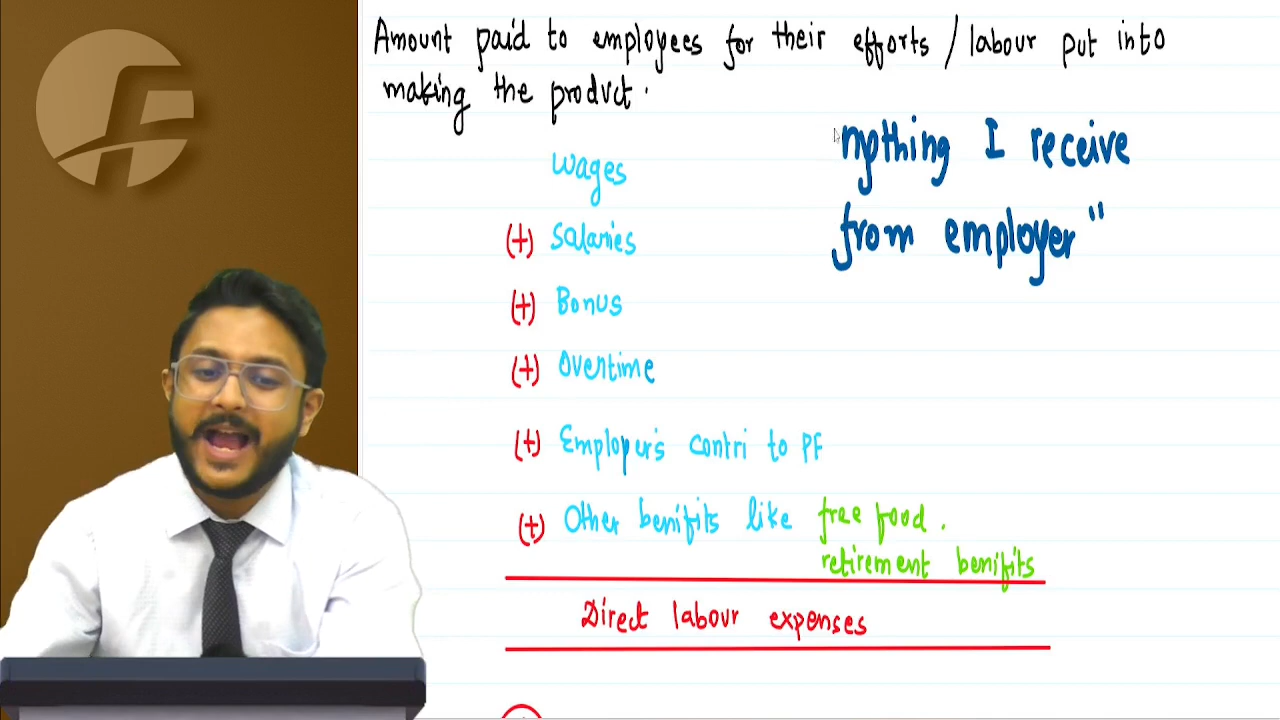 Amount paid to employees for their efforts / labour put into
making the product.
wages
(+) Salaries
(+) Bonus
(+) Overtime
(+) Employer's contri to PF
(+) Other benifits like free food.
retirement benifits
Direct labour expenses
I receive
from employer"